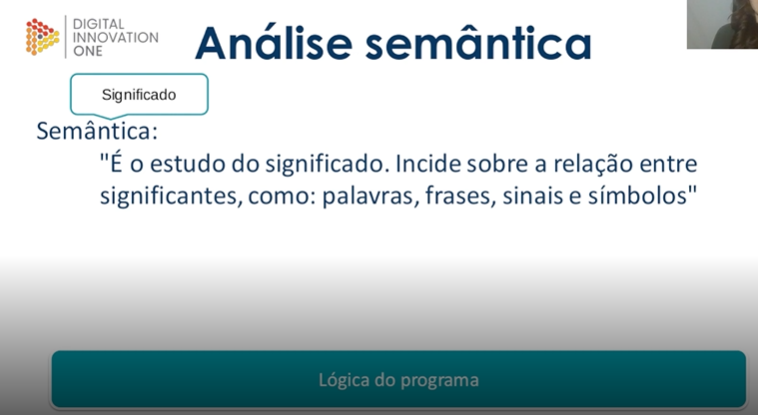 DIGITAL
INNOVATION
ONE
Análise semântica
Significado
Semântica:
"É o estudo do significado. Incide sobre a relação entre
significantes, como: palavras, frases, sinais e símbolos"
Lógica do programa